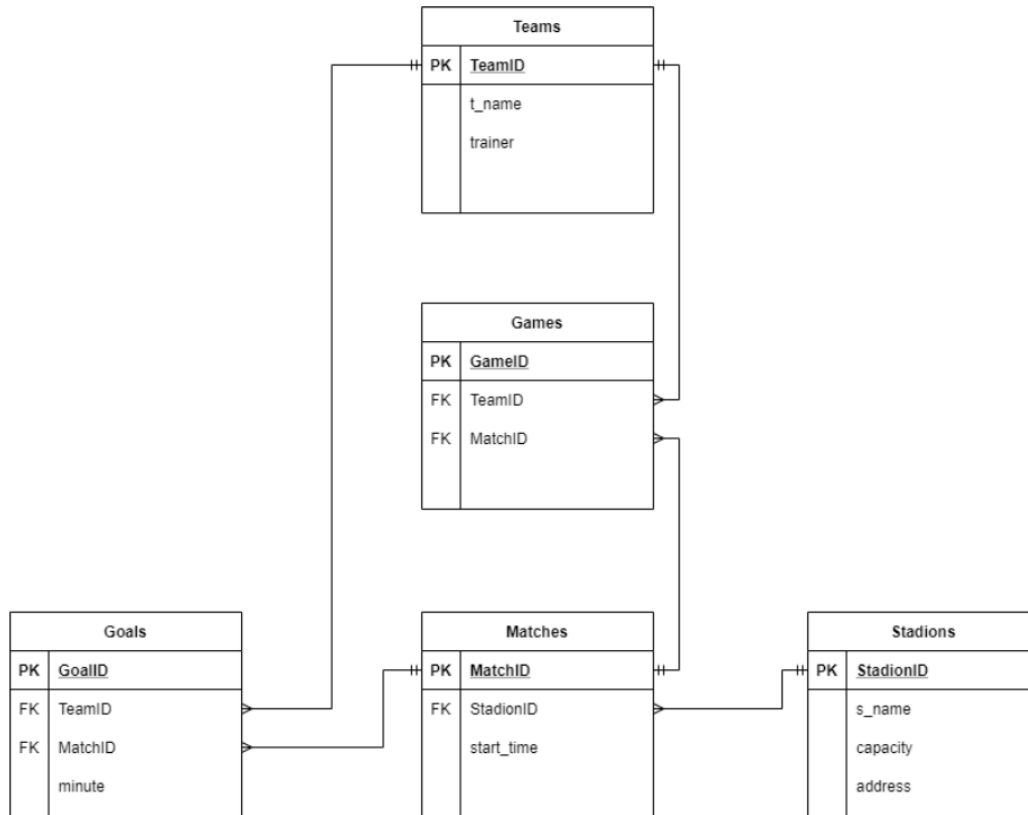 Teams
PK TeamID
t_name
trainer
Games
PK GameID
FK TeamID
FK MatchID
Goals
PK GoalID
FK TeamID
FK MatchID
minute
Matches
PK MatchID
FK StadionID
start_time
Stadions
PK StadionID
s_name
capacity
address